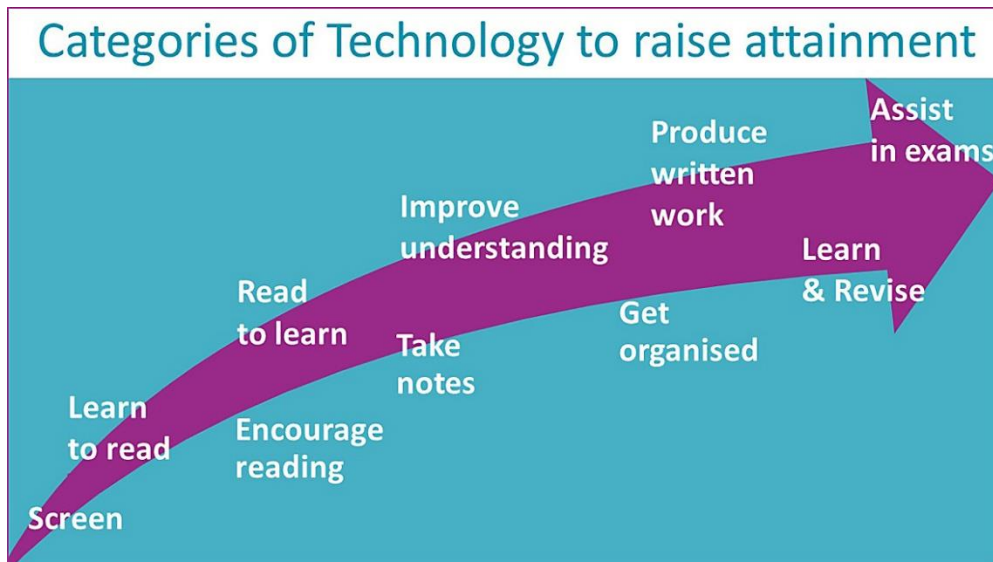 Categories of Technology to raise attainment
Screen
Learn
to read
Encourage
reading
Read
to learn
Take
notes
Improve
understanding
Get
organised
Produce
written
work
Learn
& Revise
Assist
in exams